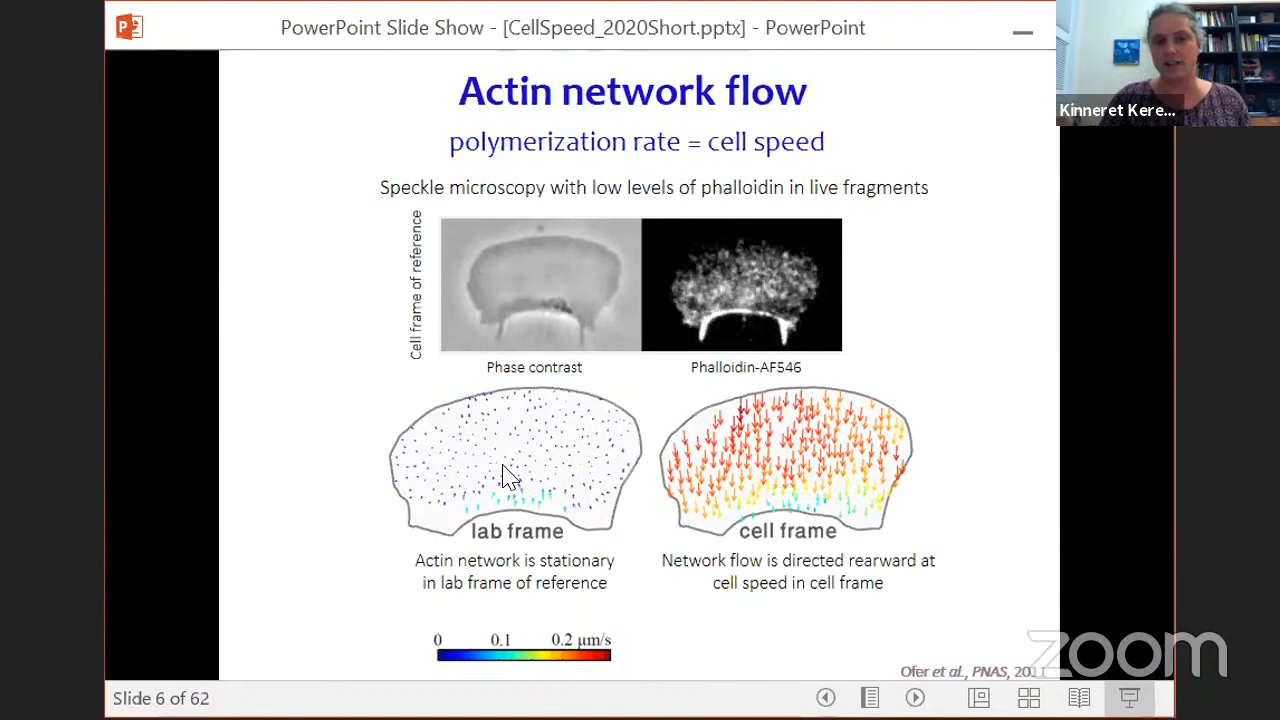 PowerPoint Slide Show - [CellSpeed_2020Short.pptx] - PowerPoint
Kinneret Kere...
Actin network flow
polymerization rate = cell speed
Speckle microscopy with low levels of phalloidin in live fragments
Cell frame of reference
Phase contrast
Phalloidin-AF546
lab frame
cell frame
Actin network is stationary
in lab frame of reference
Network flow is directed rearward at
cell speed in cell frame
0 0.1 0.2 µm/s
Ofer et al., PNAS, 2011
zoom
Slide 6 of 62